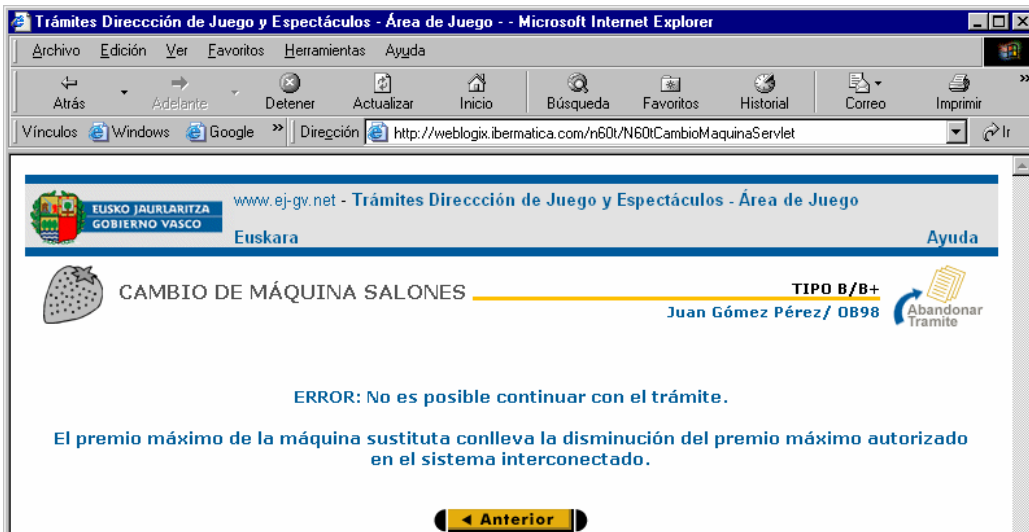 Trámites Direccción de Juego y Espectáculos - Área de Juego - - Microsoft Internet Explorer
Archivo Edición Ver Favoritos Herramientas Ayuda
Atrás Adelante Detener Actualizar Inicio Búsqueda Favoritos Historial Correo Imprimir »
Vínculos Windows Google » Dirección http://weblogix.ibermatica.com/n60t/N60tCambioMaquinaServlet Ir
EUSKO JAURLARITZA
GOBIERNO VASCO
www.ej-gv.net - Trámites Direccción de Juego y Espectáculos - Área de Juego
Euskara Ayuda
CAMBIO DE MÁQUINA SALONES
TIPO B/B+
Juan Gómez Pérez/ OB98
Abandonar
Tramite
ERROR: No es posible continuar con el trámite.
El premio máximo de la máquina sustituta conlleva la disminución del premio máximo autorizado
en el sistema interconectado.
Anterior